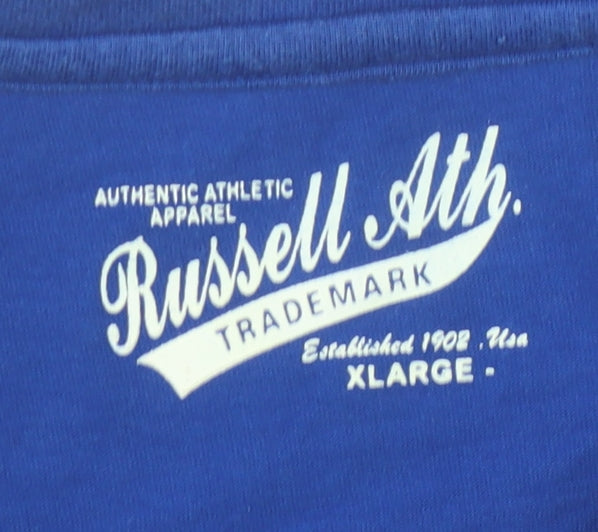 AUTHENTIC ATHLETIC
APPAREL
Russell Ath.
TRADEMARK
Established 1902 .Usa
XLARGE -